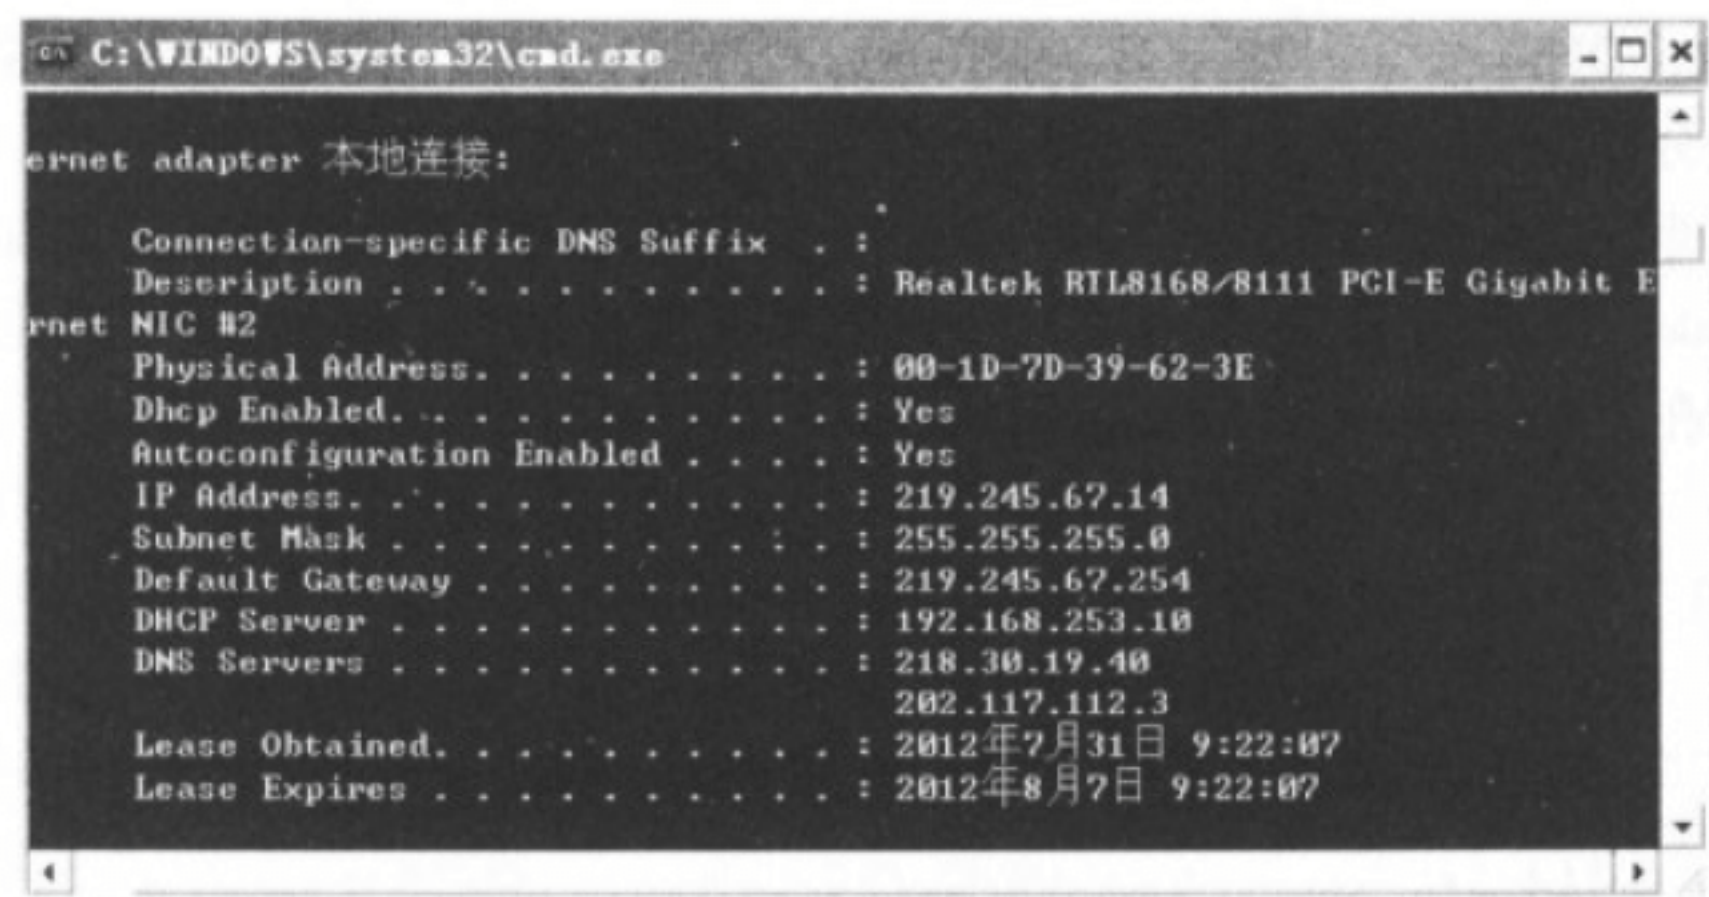 C:\WINDOWS\system32\cmd.exe
ernet adapter 本地连接:
Connection-specific DNS Suffix . :
Description . . . . . . . . . . . : Realtek RTL8168/8111 PCI-E Gigabit E
rnet NIC #2
Physical Address. . . . . . . . . : 00-1D-7D-39-62-3E
Dhcp Enabled. . . . . . . . . . . : Yes
Autoconfiguration Enabled . . . . : Yes
IP Address. . . . . . . . . . . . : 219.245.67.14
Subnet Mask . . . . . . . . . . . : 255.255.255.0
Default Gateway . . . . . . . . . : 219.245.67.254
DHCP Server . . . . . . . . . . . : 192.168.253.10
DNS Servers . . . . . . . . . . . : 218.30.19.40
202.117.112.3
Lease Obtained. . . . . . . . . . : 2012年7月31日 9:22:07
Lease Expires . . . . . . . . . . : 2012年8月7日 9:22:07